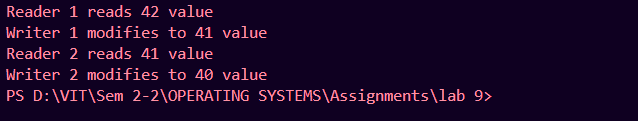 Reader 1 reads 42 value
Writer 1 modifies to 41 value
Reader 2 reads 41 value
Writer 2 modifies to 40 value
PS D:\VIT\Sem 2-2\OPERATING SYSTEMS\Assignments\lab 9>